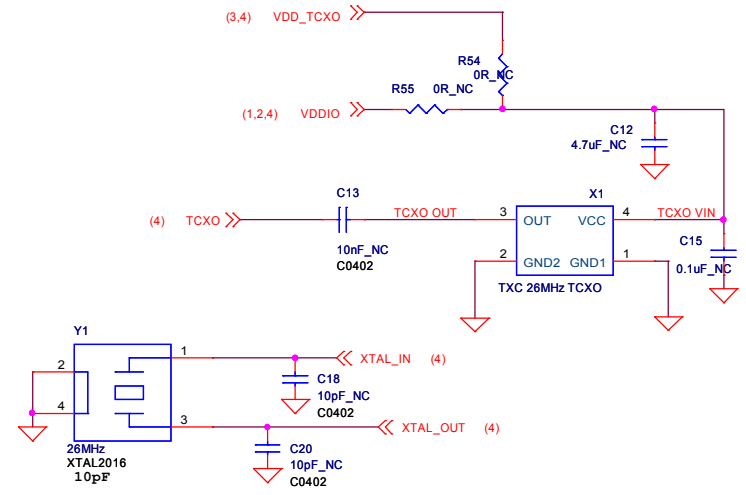 (3,4) VDD_TCXO
R54
0R_NC
R55 0R_NC
(1,2,4) VDDIO
C12
4.7uF_NC
C13
X1
(4) TCXO
TCXO OUT
3 OUT VCC 4
TCXO VIN
10nF_NC
C0402
2 GND2 GND1 1
C15
0.1uF_NC
TXC 26MHz TCXO
Y1
1 XTAL_IN (4)
2
C18
10pF_NC
C0402
4
3 XTAL_OUT (4)
26MHz
XTAL2016
10pF
C20
10pF_NC
C0402